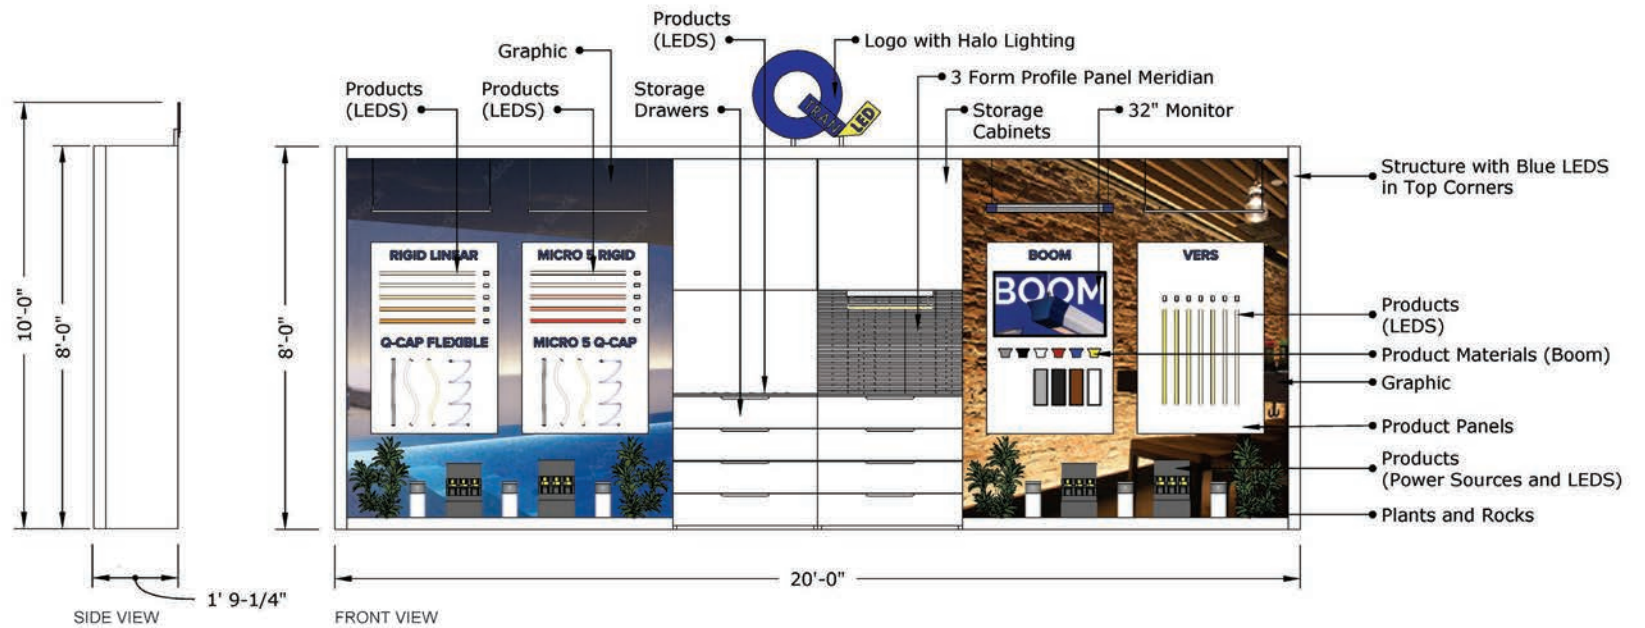 Products
(LEDS)
Logo with Halo Lighting
Graphic
3 Form Profile Panel Meridian
Products
(LEDS)
Products
(LEDS)
Storage
Drawers
Storage
Cabinets
32" Monitor
TRAN
LED
Structure with Blue LEDS
in Top Corners
10'-0"
8'-0"
8'-0"
RIGID LINEAR
MICRO 5 RIGID
BOOM
VERS
BOOM
Products
(LEDS)
Q-CAP FLEXIBLE
MICRO 5 Q-CAP
Product Materials (Boom)
Graphic
Product Panels
Products
(Power Sources and LEDS)
Plants and Rocks
20'-0"
1' 9-1/4"
SIDE VIEW
FRONT VIEW